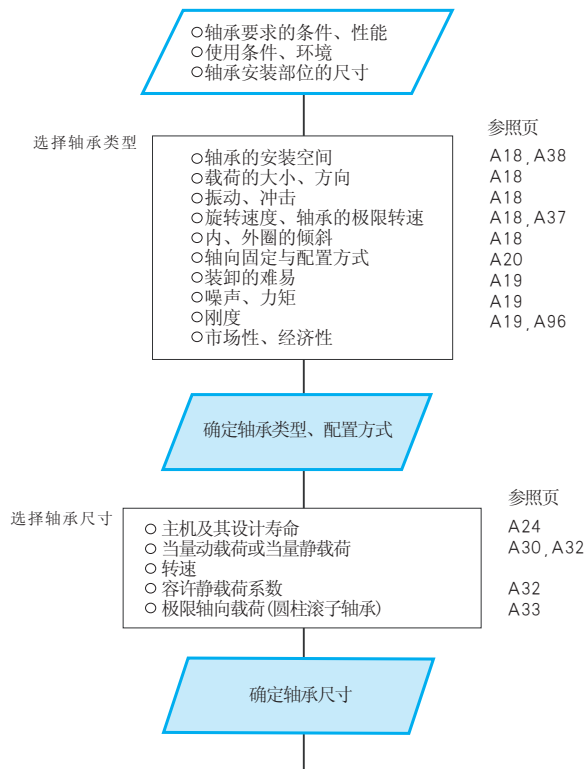 ○轴承要求的条件、性能
○使用条件、环境
○轴承安装部位的尺寸
选择轴承类型
参照页
○轴承的安装空间 A18,A38
○载荷的大小、方向 A18
○振动、冲击 A18
○旋转速度、轴承的极限转速 A18,A37
○内、外圈的倾斜 A18
○轴向固定与配置方式 A20
○装卸的难易 A19
○噪声、力矩 A19
○刚度 A19,A96
○市场性、经济性
确定轴承类型、配置方式
选择轴承尺寸
参照页
○主机及其设计寿命 A24
○当量动载荷或当量静载荷 A30,A32
○转速
○容许静载荷系数 A32
○极限轴向载荷(圆柱滚子轴承) A33
确定轴承尺寸